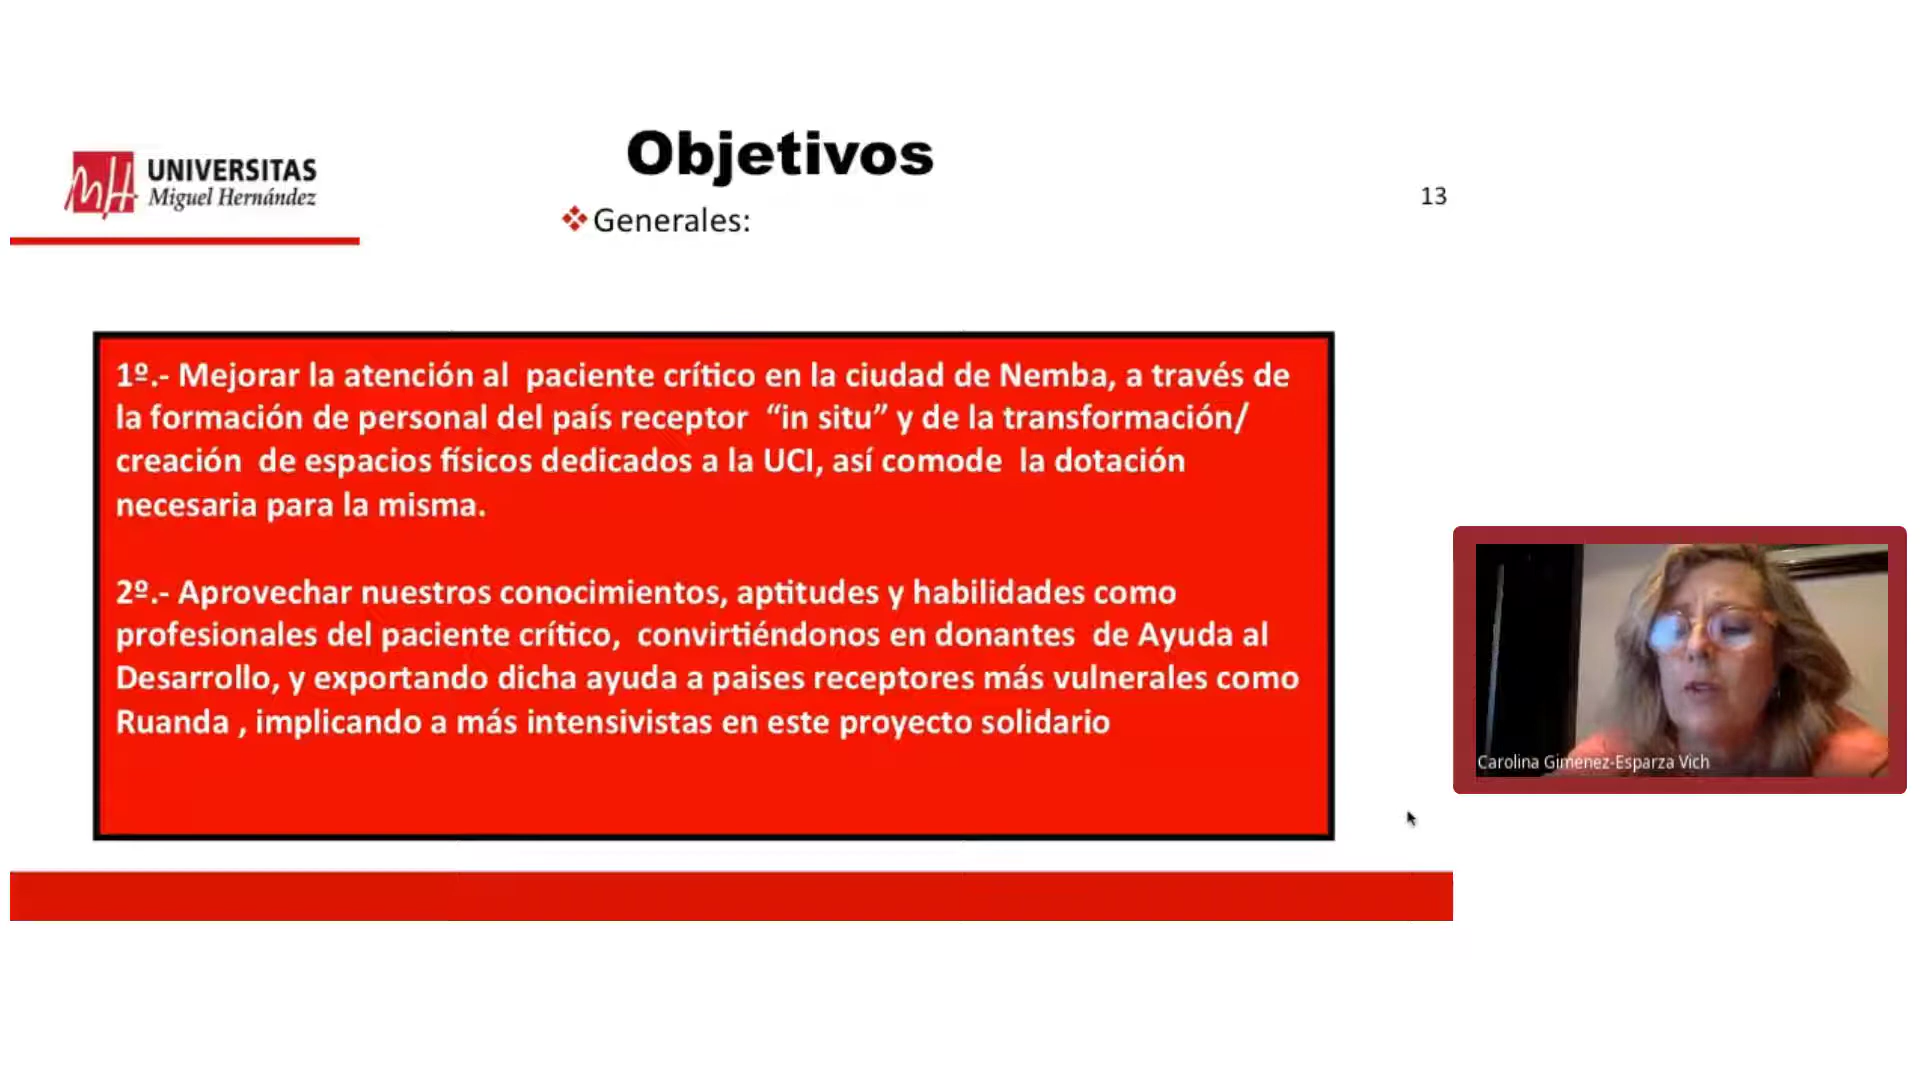 UNIVERSITAS
Miguel Hernández
Objetivos
Generales:
13
1º.- Mejorar la atención al paciente crítico en la ciudad de Nemba, a través de
la formación de personal del país receptor “in situ” y de la transformación/
creación de espacios físicos dedicados a la UCI, así comode la dotación
necesaria para la misma.
2º.- Aprovechar nuestros conocimientos, aptitudes y habilidades como
profesionales del paciente crítico, convirtiéndonos en donantes de Ayuda al
Desarrollo, y exportando dicha ayuda a paises receptores más vulnerales como
Ruanda , implicando a más intensivistas en este proyecto solidario
Carolina Gimenez-Esparza Vich